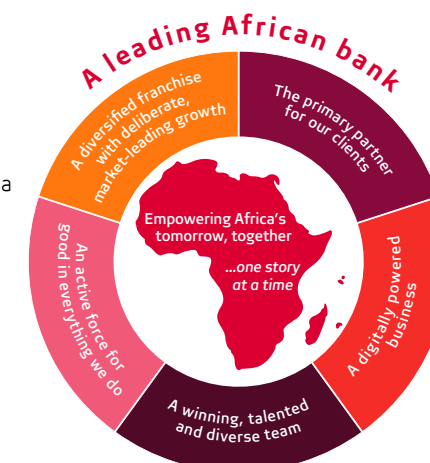 A leading African bank
A diversified franchise
with deliberate,
market-leading growth
The primary partner
for our clients
a
Empowering Africa's
tomorrow, together
...one story
at a time
An active force for
good in everything we do
A digitally powered
business
A winning, talented
and diverse team